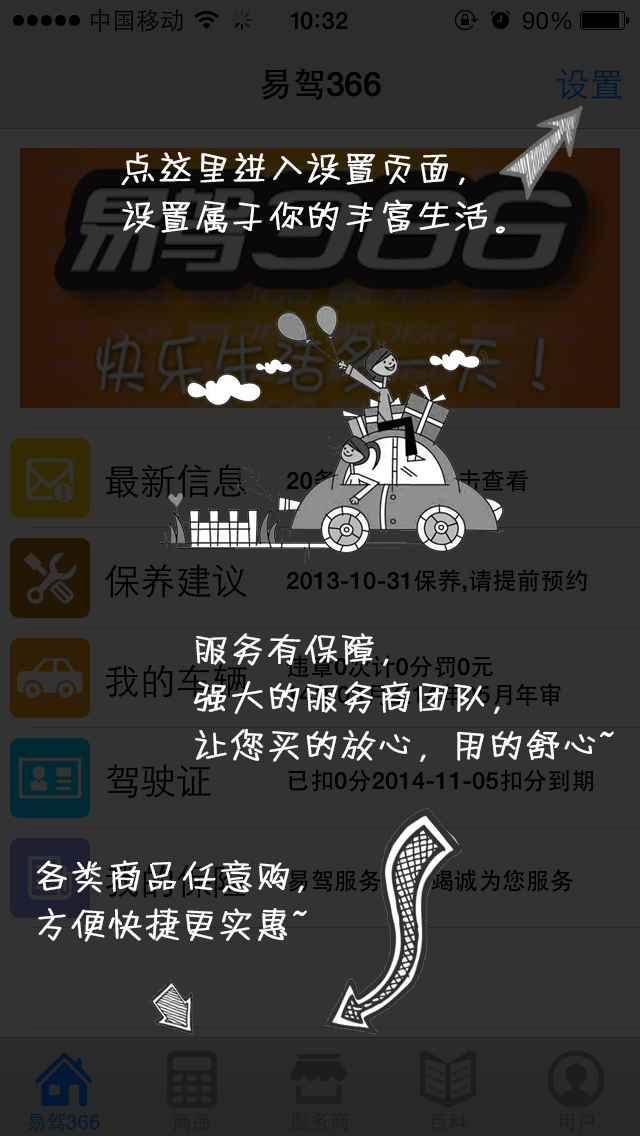 中国移动 10:32 90%
易驾366 设置
点这里进入设置页面，
设置属于你的丰富生活。
易驾366
快乐生活多一天！
最新信息 20 击查看
保养建议 2013-10-31保养,请提前预约
服务有保障，
违章0次计0分罚0元
我的车辆
强大的服务商团队，
月年审
让您买的放心，用的舒心~
驾驶证 已扣0分2014-11-05扣分到期
各类商品任意购，
我的保险 易驾服务 竭诚为您服务
方便快捷更实惠~
易驾366 商品 服务商 百科 用户